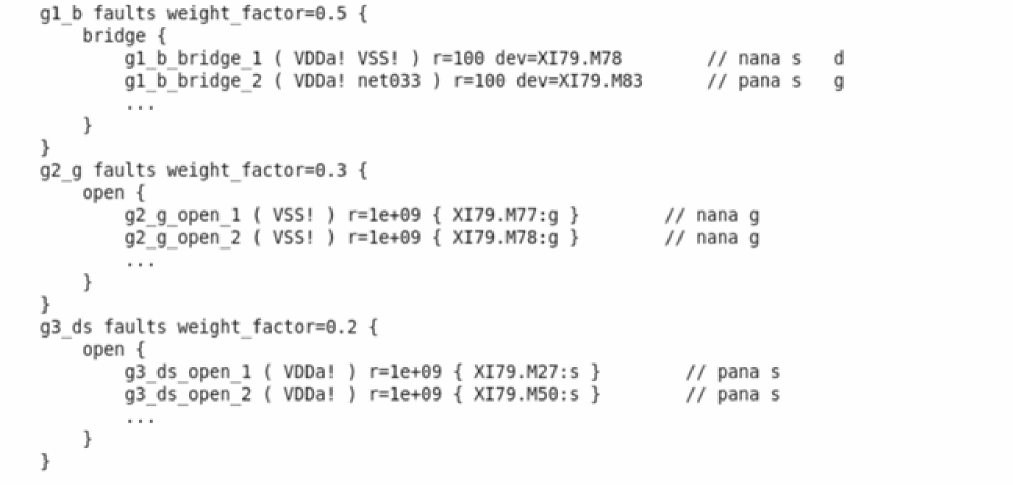 g1_b faults weight_factor=0.5 {
bridge {
g1_b_bridge_1 ( VDDa! VSS! ) r=100 dev=XI79.M78 // nana s d
g1_b_bridge_2 ( VDDa! net033 ) r=100 dev=XI79.M83 // pana s g
...
}
}
g2_g faults weight_factor=0.3 {
open {
g2_g_open_1 ( VSS! ) r=1e+09 { XI79.M77:g } // nana g
g2_g_open_2 ( VSS! ) r=1e+09 { XI79.M78:g } // nana g
...
}
}
g3_ds faults weight_factor=0.2 {
open {
g3_ds_open_1 ( VDDa! ) r=1e+09 { XI79.M27:s } // pana s
g3_ds_open_2 ( VDDa! ) r=1e+09 { XI79.M50:s } // pana s
...
}
}